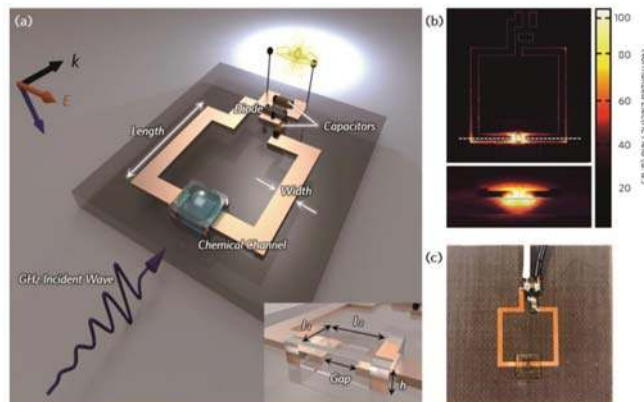 (a)
k
E
Diode
Capacitors
Length
Width
Chemical Channel
GHz Incident Wave
Gap
h
(b)
100
80
60
40
20
(c)